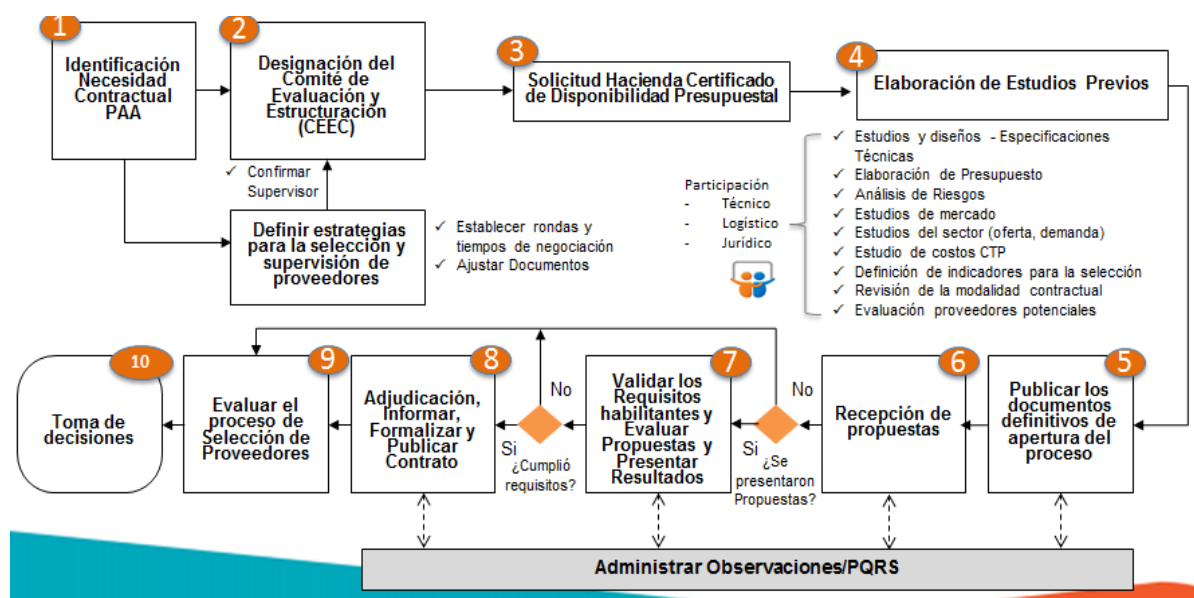 1
Identificación
Necesidad
Contractual
PAA
2
Designación del
Comité de
Evaluación y
Estructuración
(CEEC)
3
Solicitud Hacienda Certificado
de Disponibilidad Presupuestal
4
Elaboración de Estudios Previos
✓ Confirmar
Supervisor
Definir estrategias
para la selección y
supervisión de
proveedores
✓ Establecer rondas y
tiempos de negociación
✓ Ajustar Documentos
Participación
- Técnico
- Logístico
- Jurídico
✓ Estudios y diseños - Especificaciones
Técnicas
✓ Elaboración de Presupuesto
✓ Análisis de Riesgos
✓ Estudios de mercado
✓ Estudios del sector (oferta, demanda)
✓ Estudio de costos CTP
✓ Definición de indicadores para la selección
✓ Revisión de la modalidad contractual
✓ Evaluación proveedores potenciales
10
Toma de
decisiones
9
Evaluar el
proceso de
Selección de
Proveedores
8
Adjudicación,
Informar,
Formalizar y
Publicar
Contrato
No
Si
¿Cumplió
requisitos?
7
Validar los
Requisitos
habilitantes y
Evaluar
Propuestas y
Presentar
Resultados
No
Si
¿Se
presentaron
Propuestas?
6
Recepción de
propuestas
5
Publicar los
documentos
definitivos de
apertura del
proceso
Administrar Observaciones/PQRS